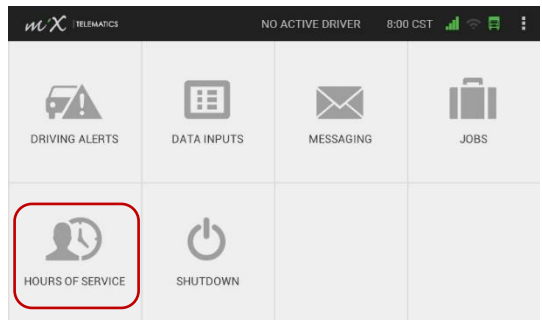 MiX TELEMATICS NO ACTIVE DRIVER 8:00 CST
DRIVING ALERTS DATA INPUTS MESSAGING JOBS
HOURS OF SERVICE SHUTDOWN